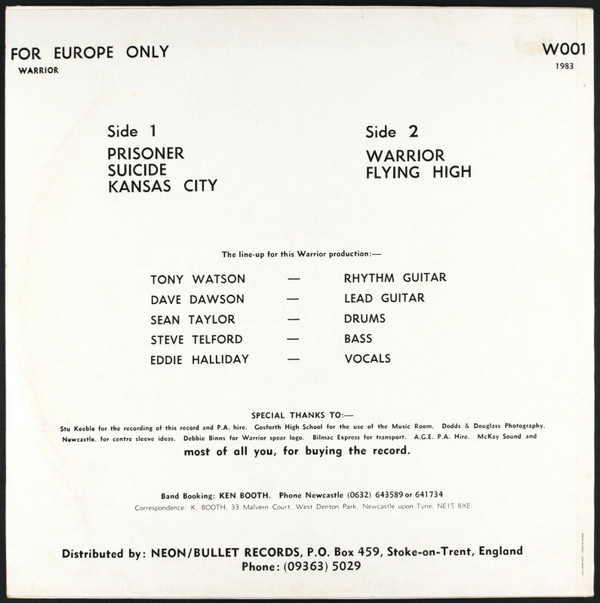 FOR EUROPE ONLY
WARRIOR
W001
1983
Side 1
PRISONER
SUICIDE
KANSAS CITY
Side 2
WARRIOR
FLYING HIGH
The line-up for this Warrior production:—
TONY WATSON — RHYTHM GUITAR
DAVE DAWSON — LEAD GUITAR
SEAN TAYLOR — DRUMS
STEVE TELFORD — BASS
EDDIE HALLIDAY — VOCALS
SPECIAL THANKS TO:—
Stu Keeble for the recording of this record and P.A. hire. Gosforth High School for the use of the Music Room. Dodds & Douglass Photography,
Newcastle, for centre sleeve ideas. Debbie Binns for Warrior spear logo. Bilmac Express for transport. A.G.E. P.A. Hire. McKay Sound and
most of all you, for buying the record.
Band Booking: KEN BOOTH. Phone Newcastle (0632) 643589 or 641734
Correspondence: K. BOOTH, 33 Malvern Court, West Denton Park, Newcastle upon Tyne, NE15 8XE.
Distributed by: NEON/BULLET RECORDS, P.O. Box 459, Stoke-on-Trent, England
Phone: (09363) 5029